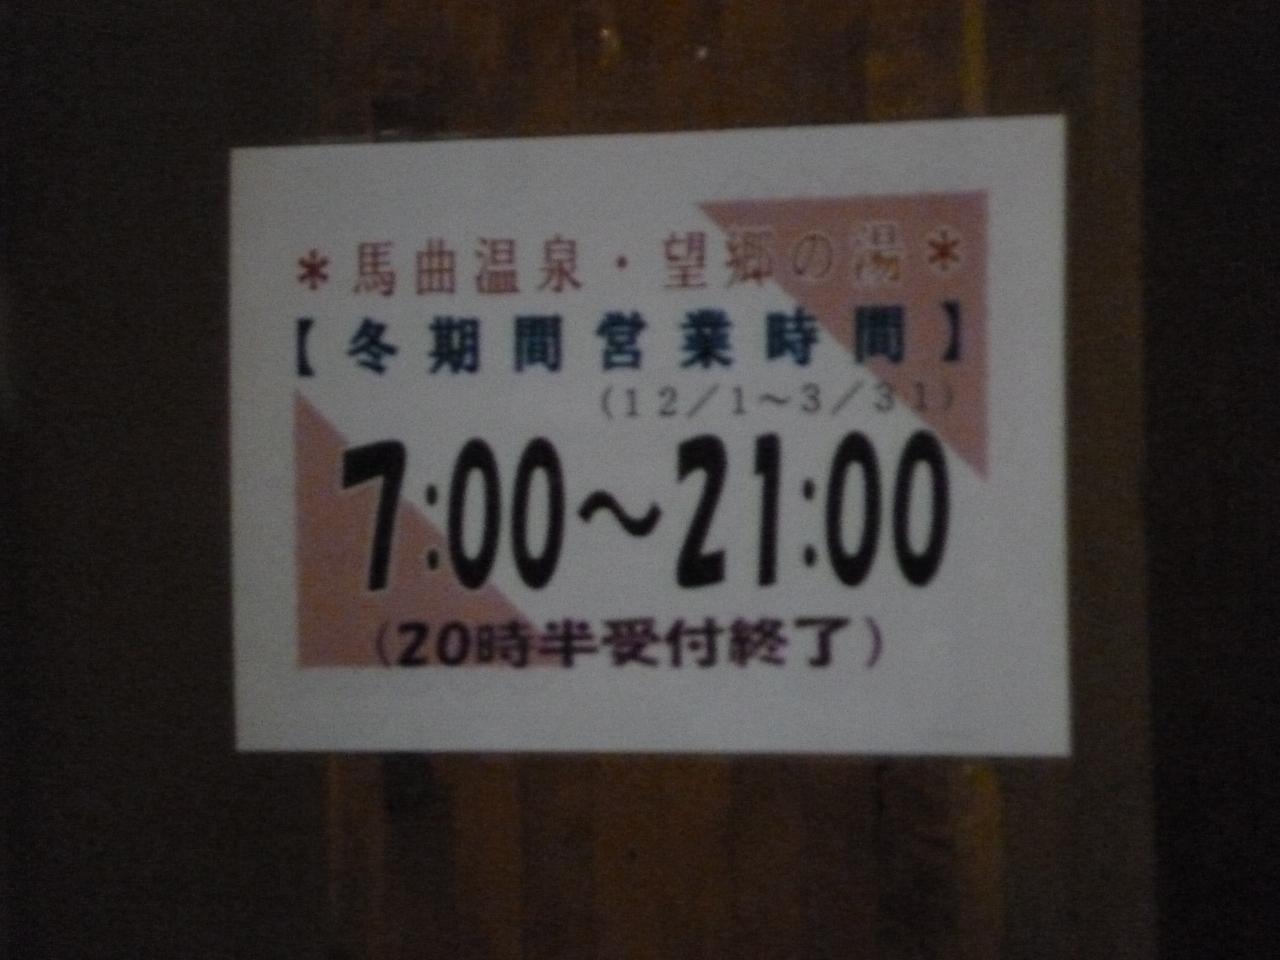 ＊馬曲温泉・望郷の湯＊
【冬期間営業時間】
（１２／１～３／３１）
7:00～21:00
（20時半受付終了）